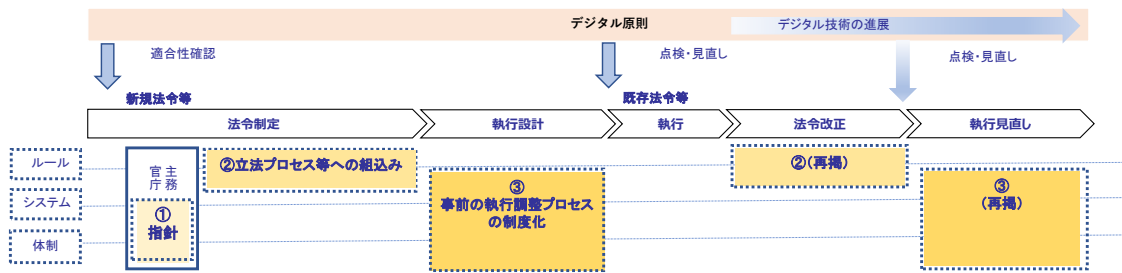 デジタル原則
デジタル技術の進展
適合性確認
点検・見直し
点検・見直し
新規法令等
既存法令等
法令制定
執行設計
執行
法令改正
執行見直し
ルール
システム
体制
主務
官庁
①
指針
②立法プロセス等への組込み
③
事前の執行調整プロセス
の制度化
②(再掲)
③
(再掲)